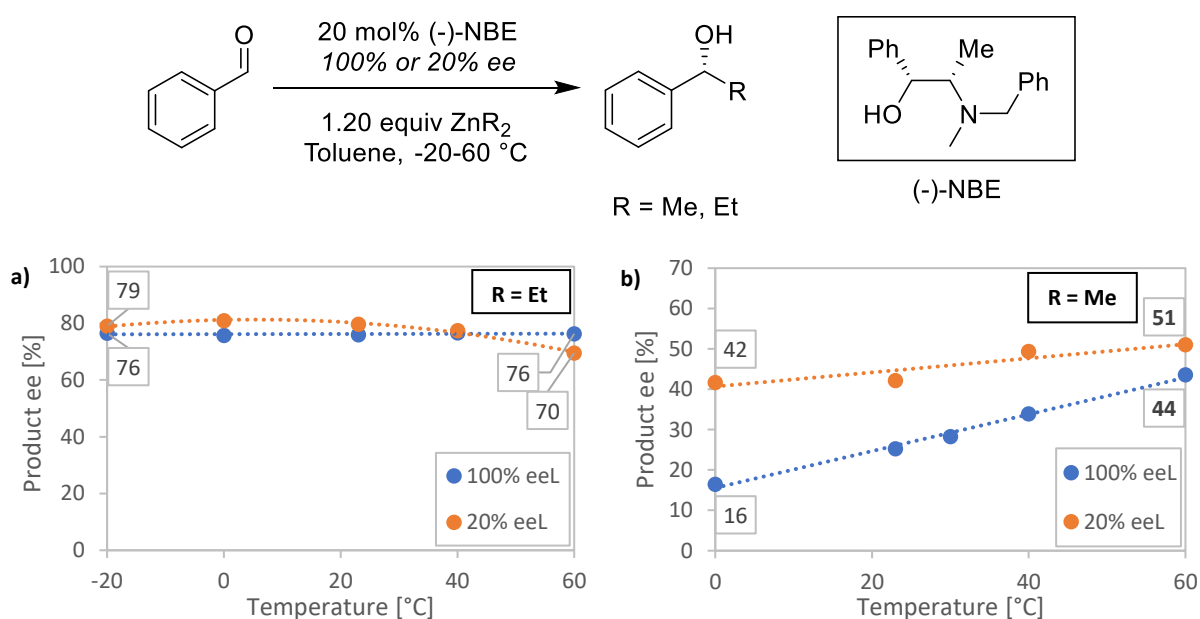 O
20 mol% (-)-NBE
100% or 20% ee
1.20 equiv ZnR2
Toluene, -20-60 °C
OH
R
R = Me, Et
Ph
Me
Ph
HO
N
(-)-NBE
a)
Product ee [%]
100
80
60
40
20
0
-20
0
20
40
60
Temperature [°C]
R = Et
79
76
76
70
100% eeL
20% eeL
b)
Product ee [%]
70
60
50
40
30
20
10
0
0
20
40
60
Temperature [°C]
R = Me
42
16
51
44
100% eeL
20% eeL